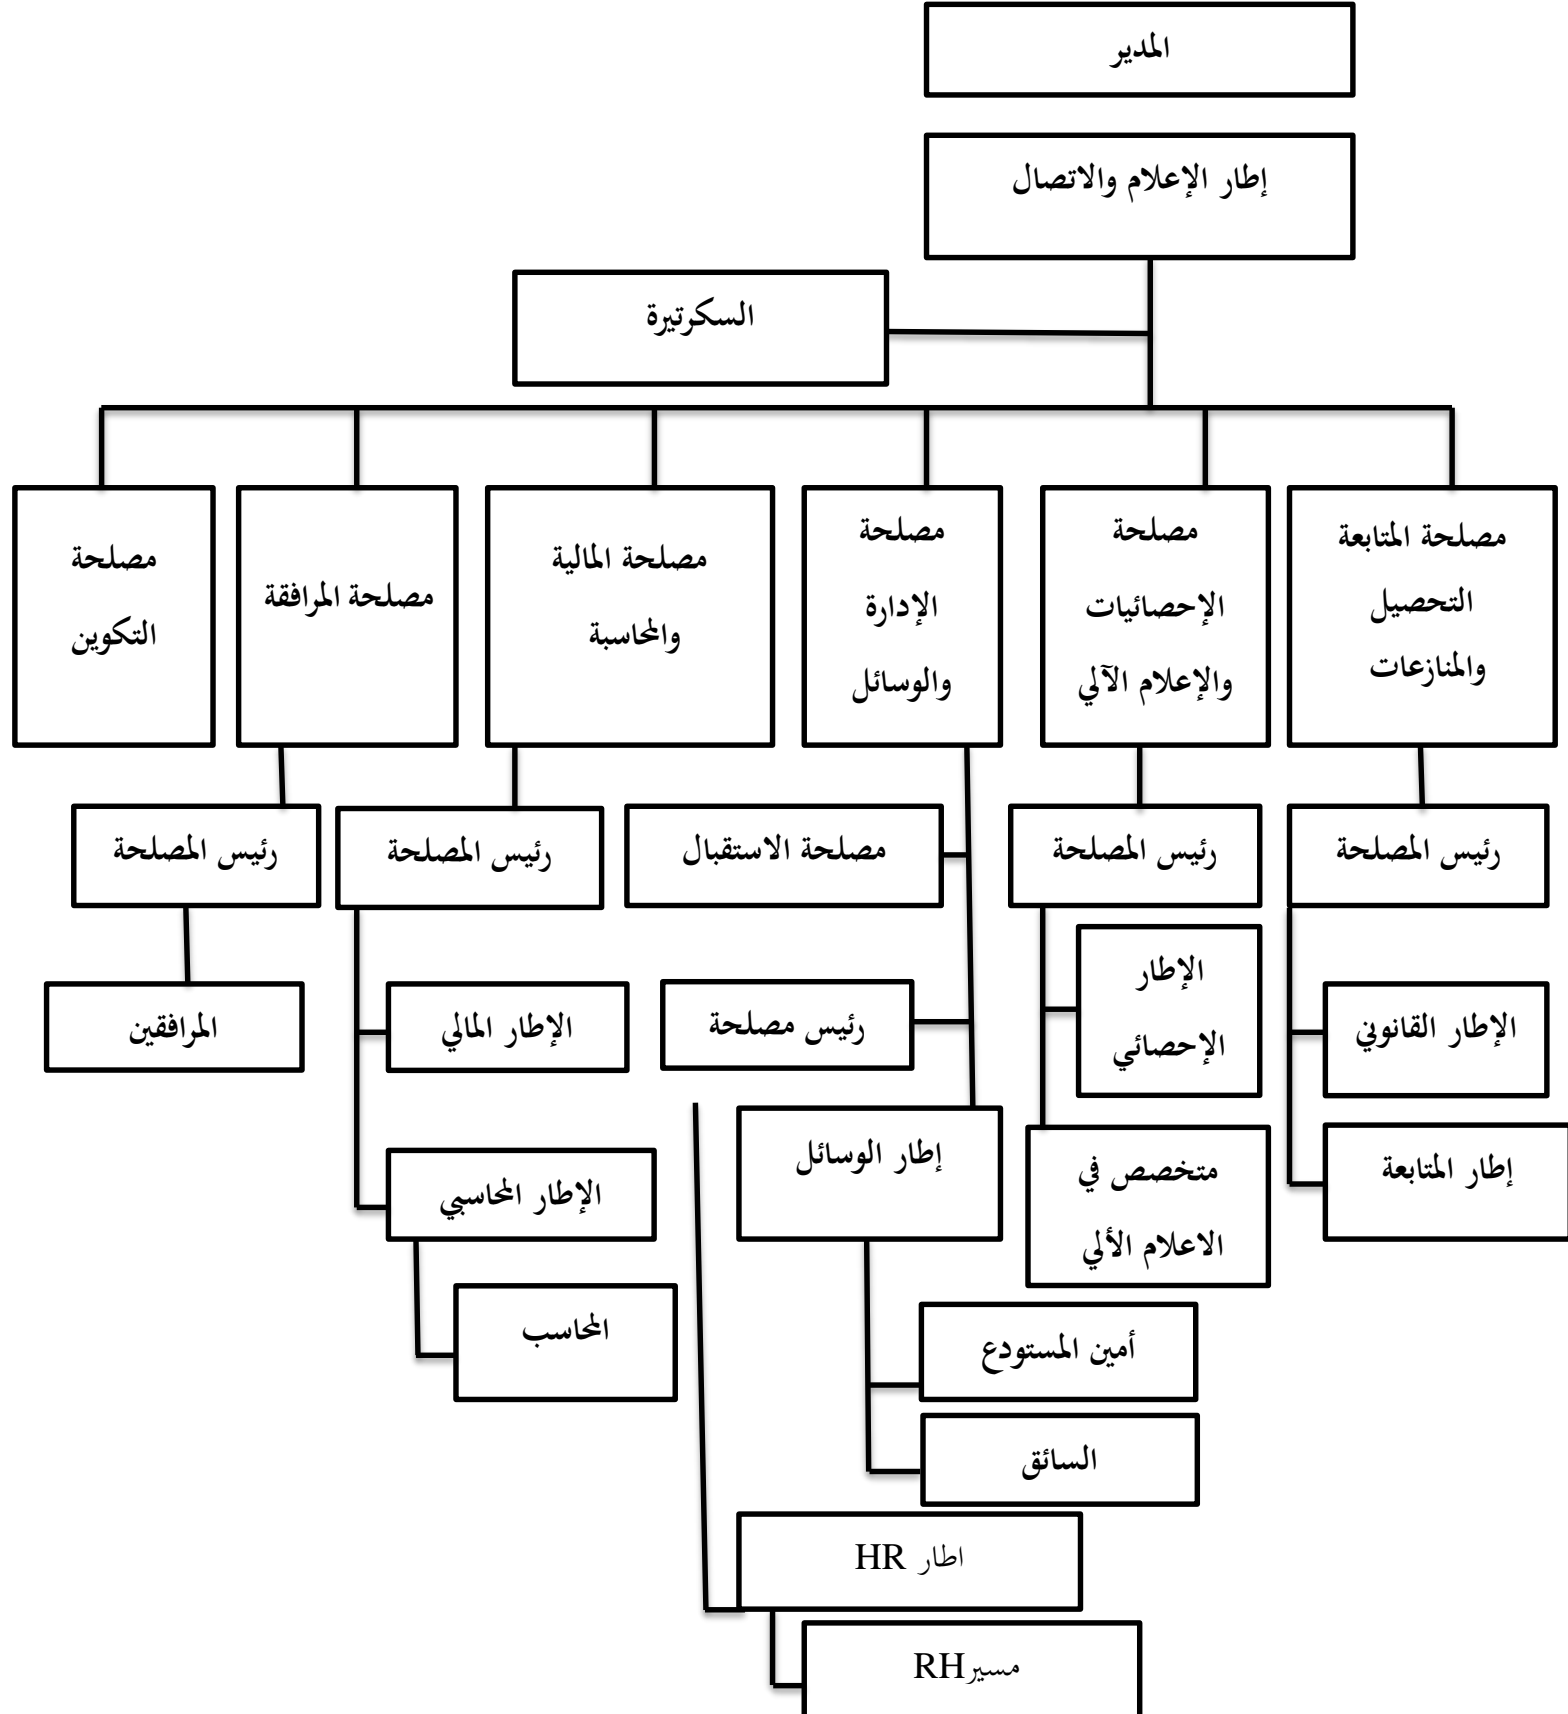 المدير
إطار الإعلام والاتصال
السكرتيرة
مصلحة المتابعة
التحصيل
والمنازعات
مصلحة
الإحصائيات
والإعلام الآلي
مصلحة
الإدارة
والوسائل
مصلحة المالية
والمحاسبة
مصلحة المرافقة
مصلحة
التكوين
رئيس المصلحة
رئيس المصلحة
مصلحة الاستقبال
رئيس المصلحة
رئيس المصلحة
الإطار القانوني
الإطار
الإحصائي
رئيس مصلحة
الإطار المالي
المرافقين
إطار المتابعة
متخصص في
الاعلام الألي
إطار الوسائل
الإطار المحاسبي
المحاسب
أمين المستودع
السائق
اطار HR
مسيرRH